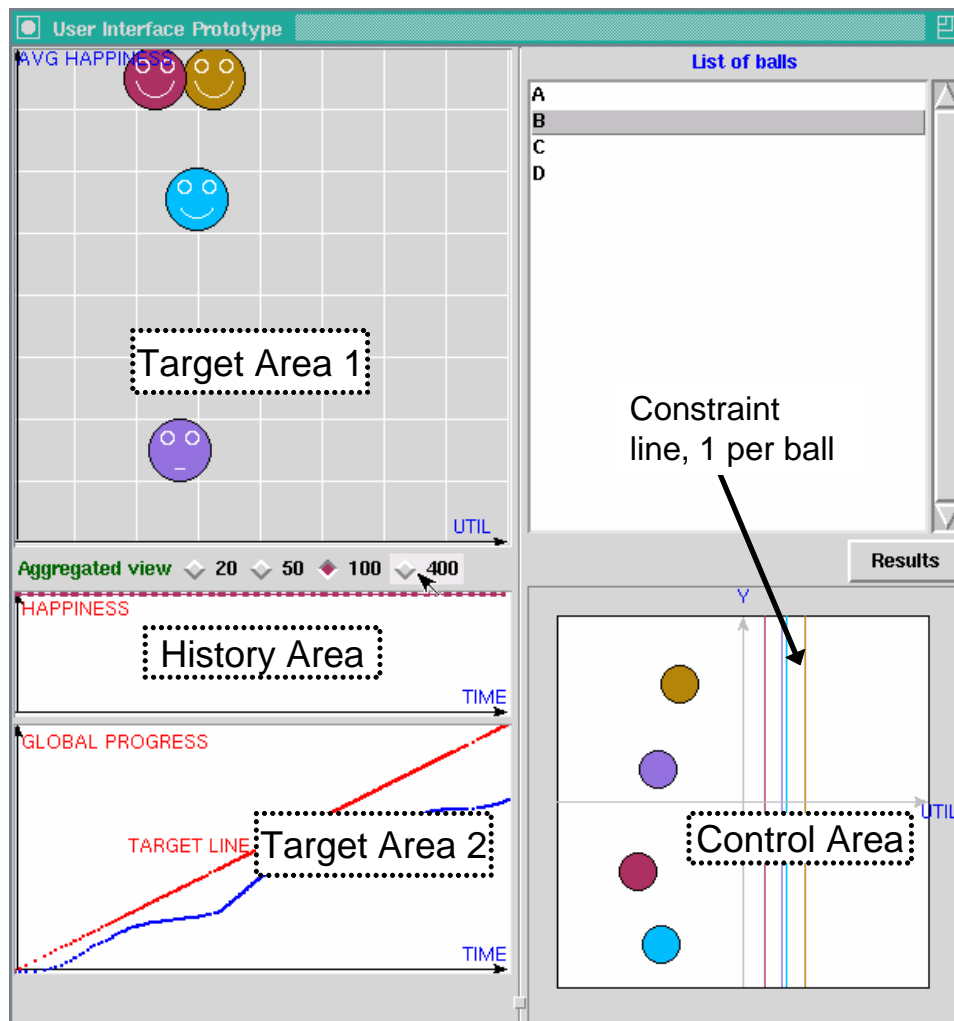 User Interface Prototype
AVG HAPPINESS
Target Area 1
UTIL
Aggregated view 20 50 100 400
HAPPINESS
History Area
TIME
GLOBAL PROGRESS
TARGET LINE
Target Area 2
TIME
List of balls
A
B
C
D
Constraint
line, 1 per ball
Results
Y
UTIL
Control Area